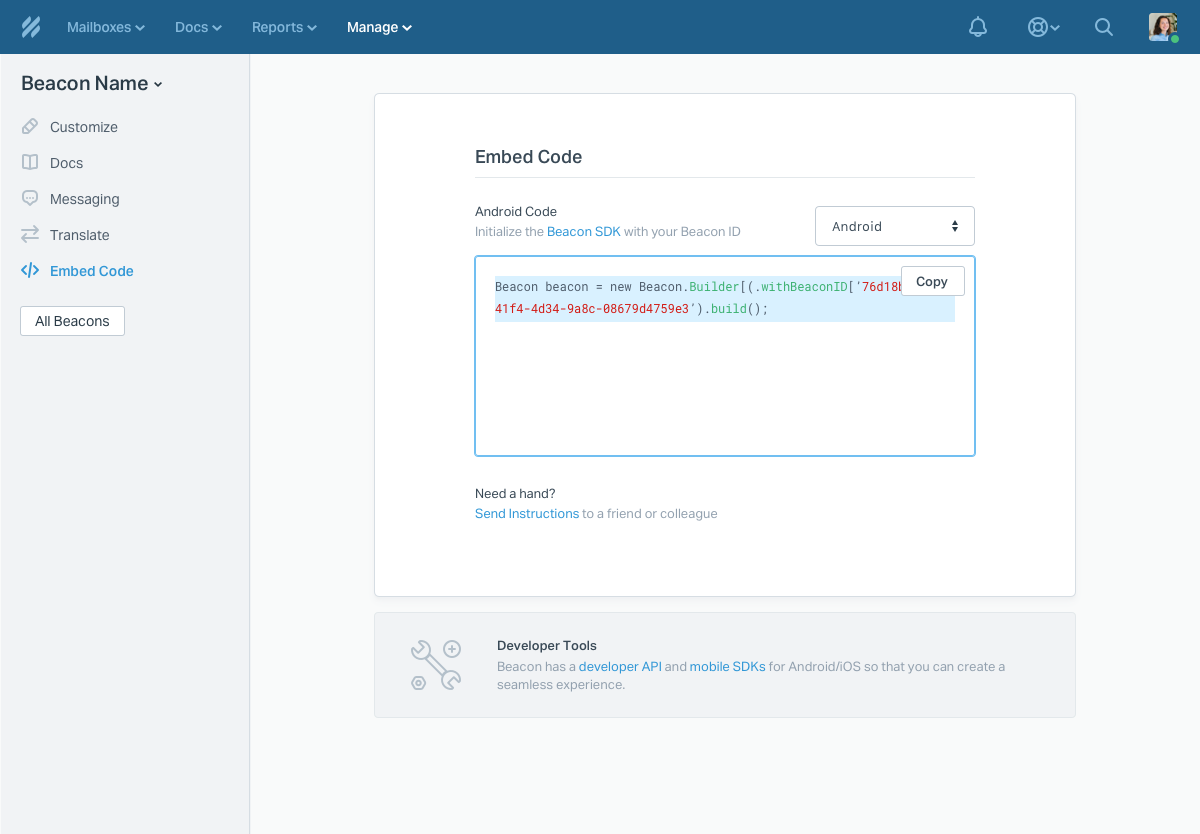 Mailboxes Docs Reports Manage
Beacon Name
Customize
Docs
Messaging
Translate
Embed Code
All Beacons
Embed Code
Android Code
Initialize the Beacon SDK with your Beacon ID
Android
Beacon beacon = new Beacon.Builder[(.withBeaconID['76d18
Copy
41f4-4d34-9a8c-08679d4759e3').build();
Need a hand?
Send Instructions to a friend or colleague
Developer Tools
Beacon has a developer API and mobile SDKs for Android/iOS so that you can create a
seamless experience.